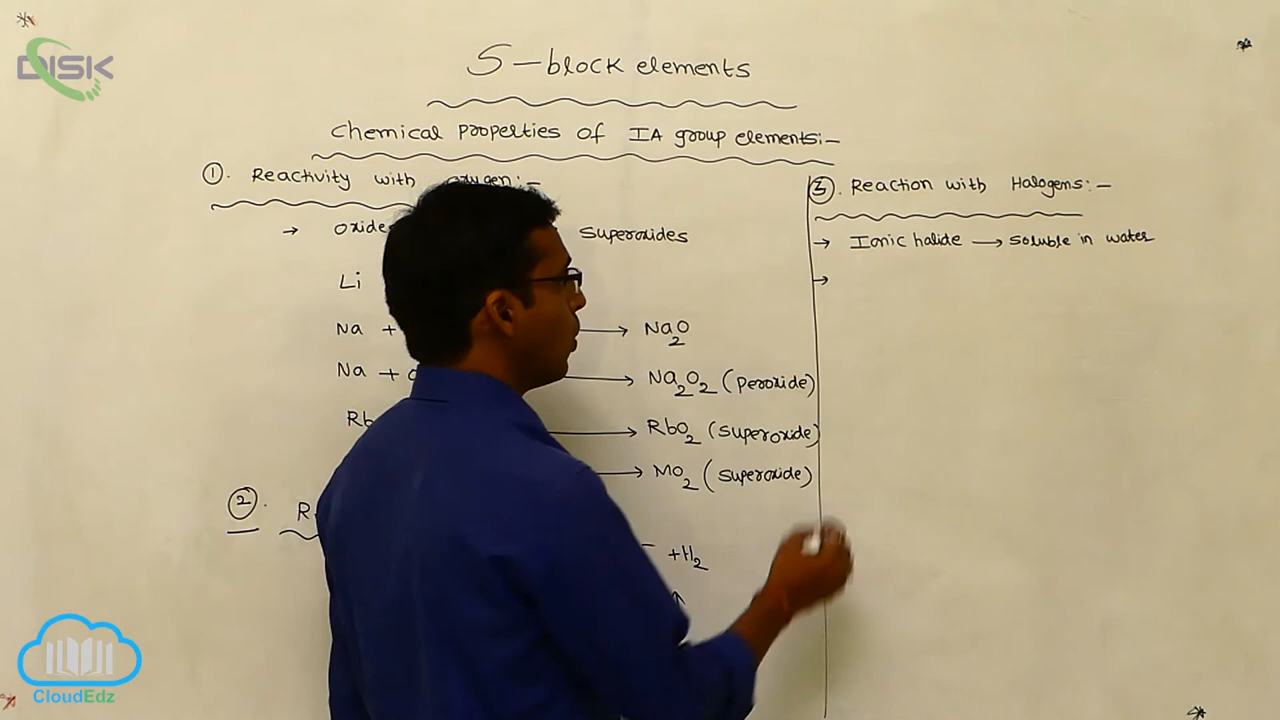 DISK
S-block elements
Chemical properties of IA group elements:-
①. Reactivity with oxygen:-
→ oxide superoxides
Li
Na + → Na2O
Na + → Na2O2 (peroxide)
Rb → RbO2 (superoxide)
→ MO2 (superoxide)
②. R
+H2
↑
③. Reaction with Halogens:-
→ Ionic halide → soluble in water
→
CloudEdz